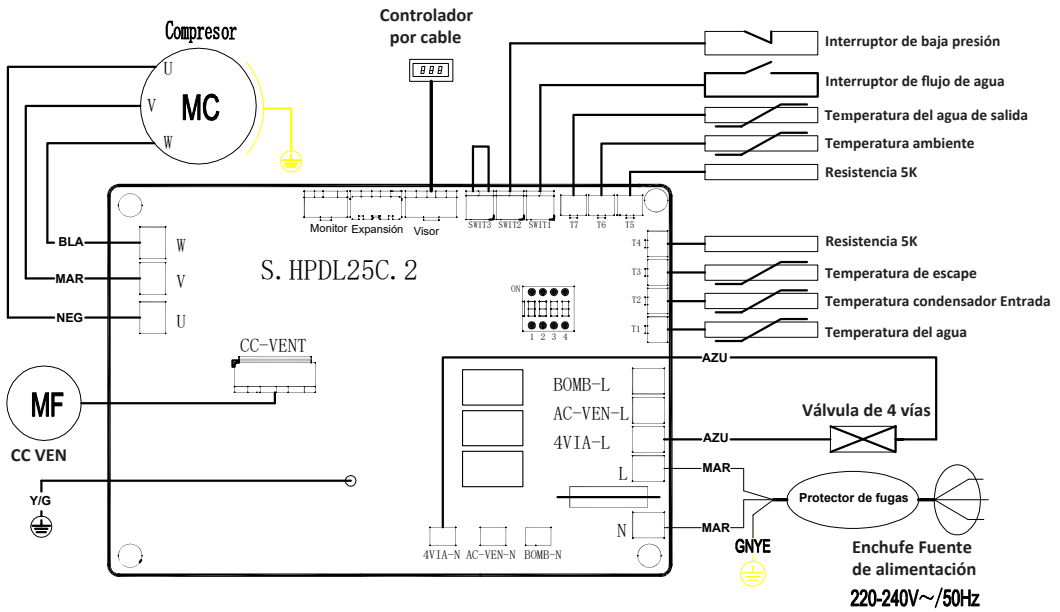 Compresor
U
V
MC
W
Controlador
por cable
888
Interruptor de baja presión
Interruptor de flujo de agua
Temperatura del agua de salida
Temperatura ambiente
Resistencia 5K
Monitor
Expansión
Visor
SWIT3
SWIT2
SWIT1
T7
T6
T5
BLA
W
MAR
V
NEG
U
S.HPDL25C.2
ON
1 2 3 4
T4
Resistencia 5K
T3
Temperatura de escape
T2
Temperatura condensador Entrada
T1
Temperatura del agua
CC-VENT
MF
CC VEN
Y/G
AZU
BOMB-L
AC-VEN-L
4VIA-L
AZU
Válvula de 4 vías
L
MAR
Protector de fugas
N
MAR
4VIA-N
AC-VEN-N
BOMB-N
GNYE
Enchufe Fuente
de alimentación
220-240V～/50Hz